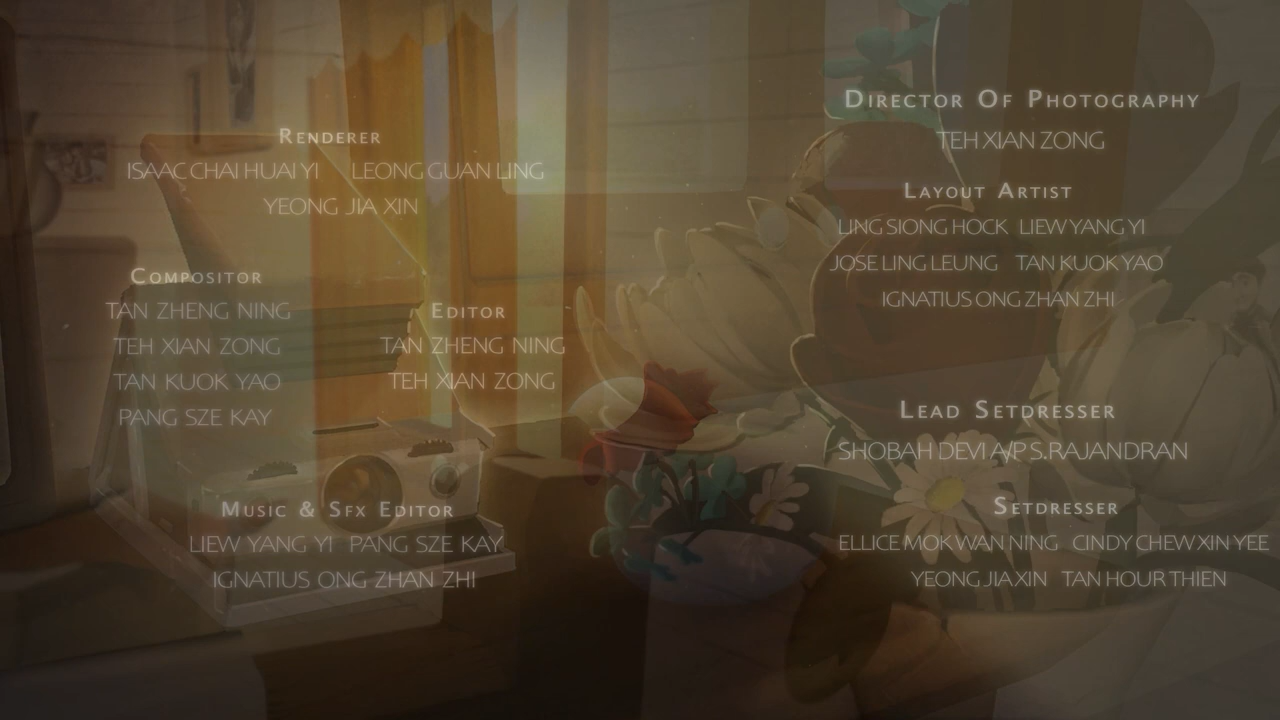 Renderer
ISAAC CHAI HUAI YI LEONG GUAN LING
YEONG JIA XIN
Compositor
TAN ZHENG NING
TEH XIAN ZONG
TAN KUOK YAO
PANG SZE KAY
Editor
TAN ZHENG NING
TEH XIAN ZONG
Music & Sfx Editor
LIEW YANG YI PANG SZE KAY
IGNATIUS ONG ZHAN ZHI
Director Of Photography
TEH XIAN ZONG
Layout Artist
LING SIONG HOCK LIEW YANG YI
JOSE LING LEUNG TAN KUOK YAO
IGNATIUS ONG ZHAN ZHI
Lead Setdresser
SHOBAH DEVI A/P S.RAJANDRAN
Setdresser
ELLICE MOK WAN NING CINDY CHEW XIN YEE
YEONG JIA XIN TAN HOUR THIEN